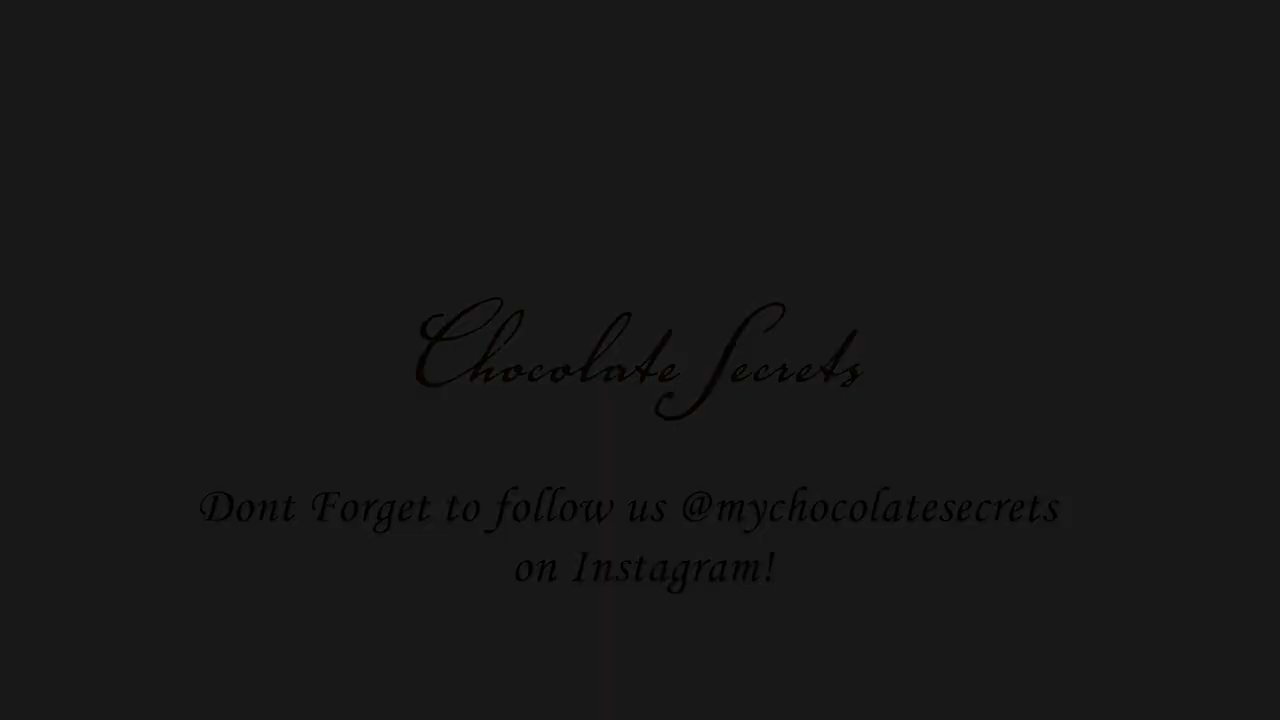 Chocolate Secrets
Dont Forget to follow us @mychocolatesecrets
on Instagram!